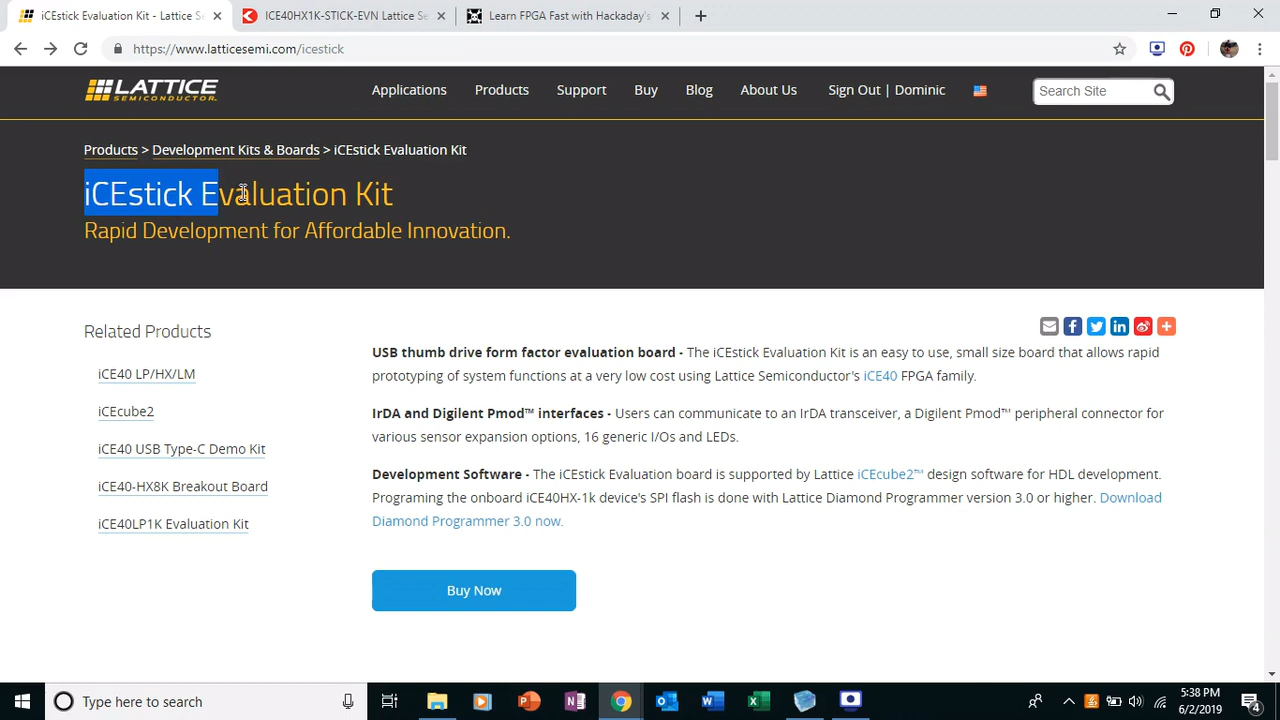 iCEstick Evaluation Kit - Lattice Se
ICE40HX1K-STICK-EVN Lattice Se
Learn FPGA Fast with Hackaday's
https://www.latticesemi.com/icestick
LATTICE
SEMICONDUCTOR.
Applications
Products
Support
Buy
Blog
About Us
Sign Out | Dominic
Search Site
Products > Development Kits & Boards > iCEstick Evaluation Kit
iCEstick Evaluation Kit
Rapid Development for Affordable Innovation.
Related Products
iCE40 LP/HX/LM
iCEcube2
iCE40 USB Type-C Demo Kit
iCE40-HX8K Breakout Board
iCE40LP1K Evaluation Kit
USB thumb drive form factor evaluation board - The iCEstick Evaluation Kit is an easy to use, small size board that allows rapid
prototyping of system functions at a very low cost using Lattice Semiconductor's iCE40 FPGA family.
IrDA and Digilent Pmod™ interfaces - Users can communicate to an IrDA transceiver, a Digilent Pmod™ peripheral connector for
various sensor expansion options, 16 generic I/Os and LEDs.
Development Software - The iCEstick Evaluation board is supported by Lattice iCEcube2™ design software for HDL development.
Programing the onboard iCE40HX-1k device's SPI flash is done with Lattice Diamond Programmer version 3.0 or higher. Download
Diamond Programmer 3.0 now.
Buy Now
Type here to search
5:38 PM
6/2/2019
4